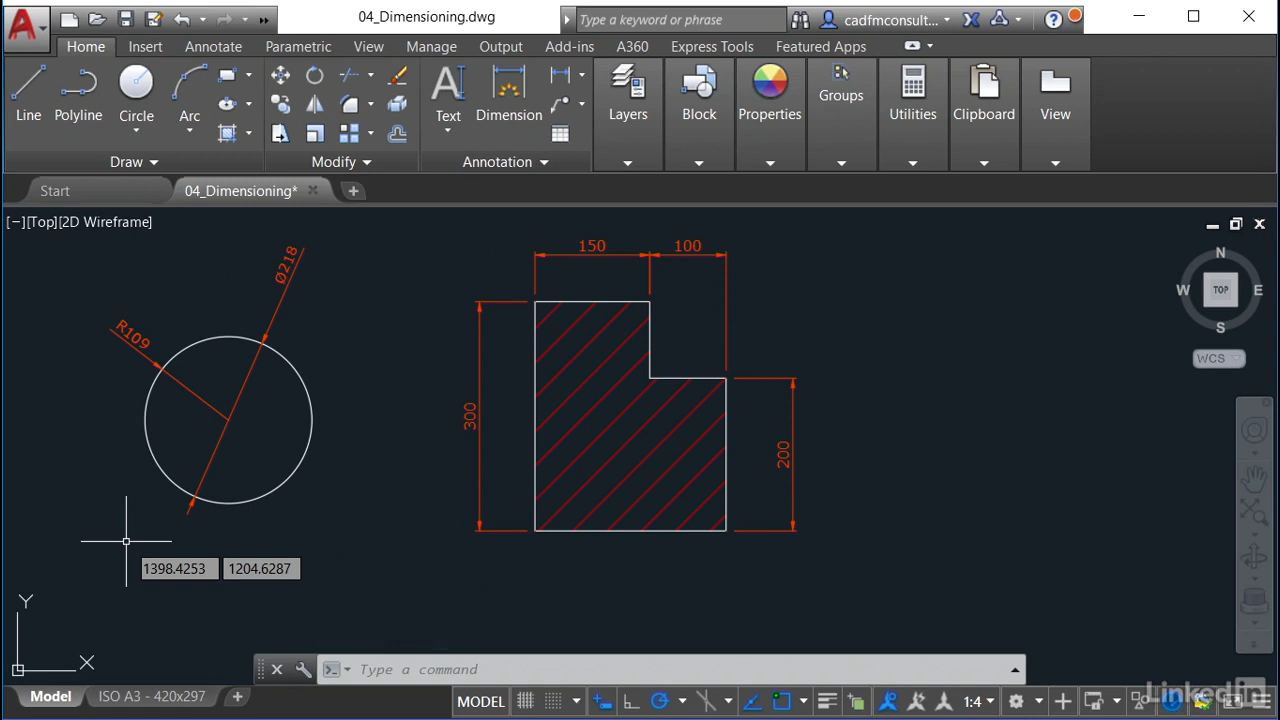 04_Dimensioning.dwg
Type a keyword or phrase
cadfmconsult...
Home Insert Annotate Parametric View Manage Output Add-ins A360 Express Tools Featured Apps
Line Polyline Circle Arc
Text Dimension
Layers Block Properties Groups Utilities Clipboard View
Draw Modify Annotation
Start 04_Dimensioning*
[−][Top][2D Wireframe]
N
W TOP E
S
WCS
Ø218
R109
150 100
300
200
1398.4253 1204.6287
Y
X
Type a command
Model ISO A3 - 420x297
MODEL 1:4
Linked in